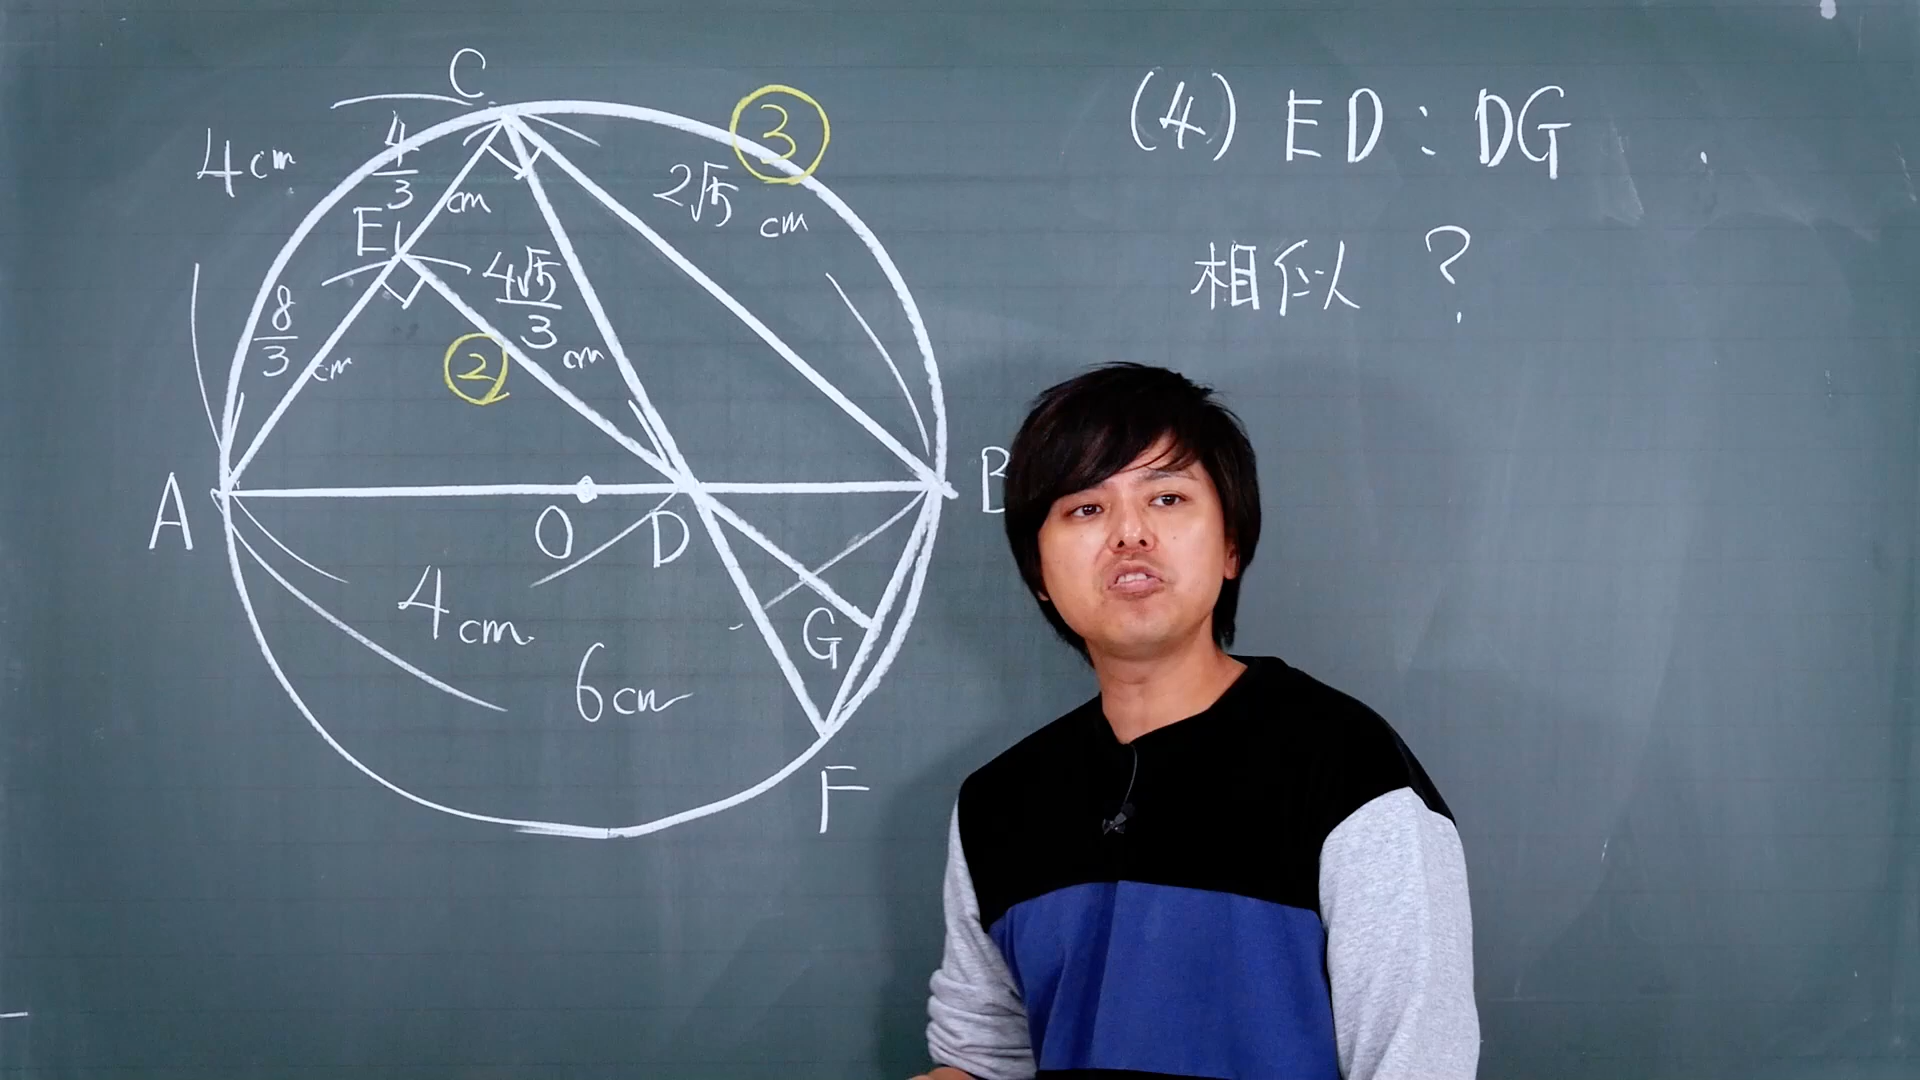 C
4cm
4/3 cm
③
2√5 cm
E
4√5/3 cm
8/3 cm
②
A
O
D
B
4cm
G
6cm
F
(4) ED : DG
相似 ?